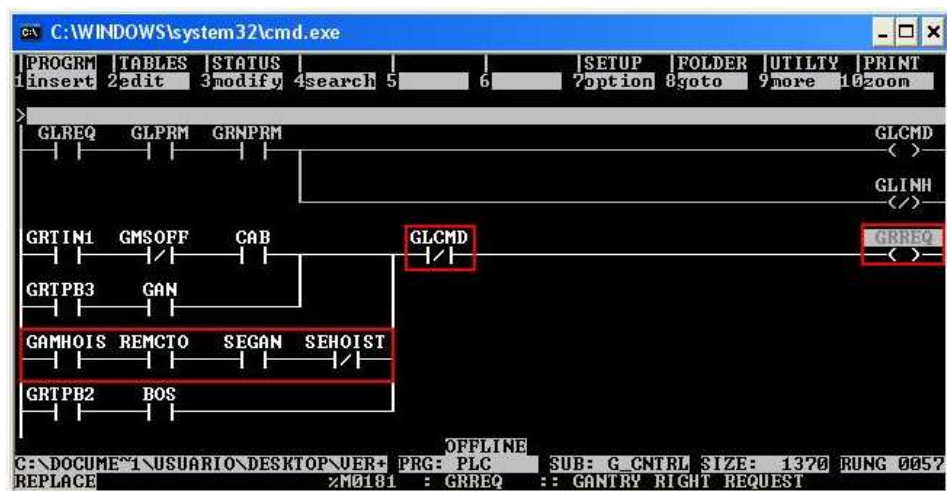 C:\WINDOWS\system32\cmd.exe
PROGRM TABLES STATUS SETUP FOLDER UTILTY PRINT
1insert 2edit 3modify 4search 5 6 7option 8goto 9more 10zoom
>
GLREQ GLPRM GRNPRM GLCMD
GLINH
GRTIN1 GMSOFF CAB GLCMD GRREQ
GRTPB3 GAN
GAMHOIS REMCTO SEGAN SEHOIST
GRTPB2 BOS
OFFLINE
C:\DOCUME~1\USUARIO\DESKTOP\VER+ PRG: PLC SUB: G_CNTRL SIZE: 1370 RUNG 0057
REPLACE %M0181 : GRREQ :: GANTRY RIGHT REQUEST